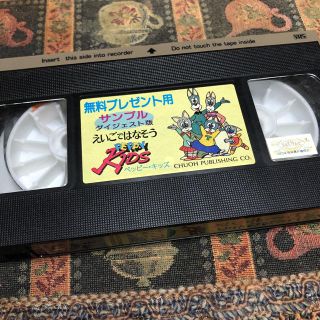 Insert this side into recorder
Do not touch the tape inside
VHS
無料プレゼント用
サンプル
ダイジェスト版
えいごではなそう
PEPPY
KIDS
ペッピー・キッズ
CHUOH PUBLISHING CO.